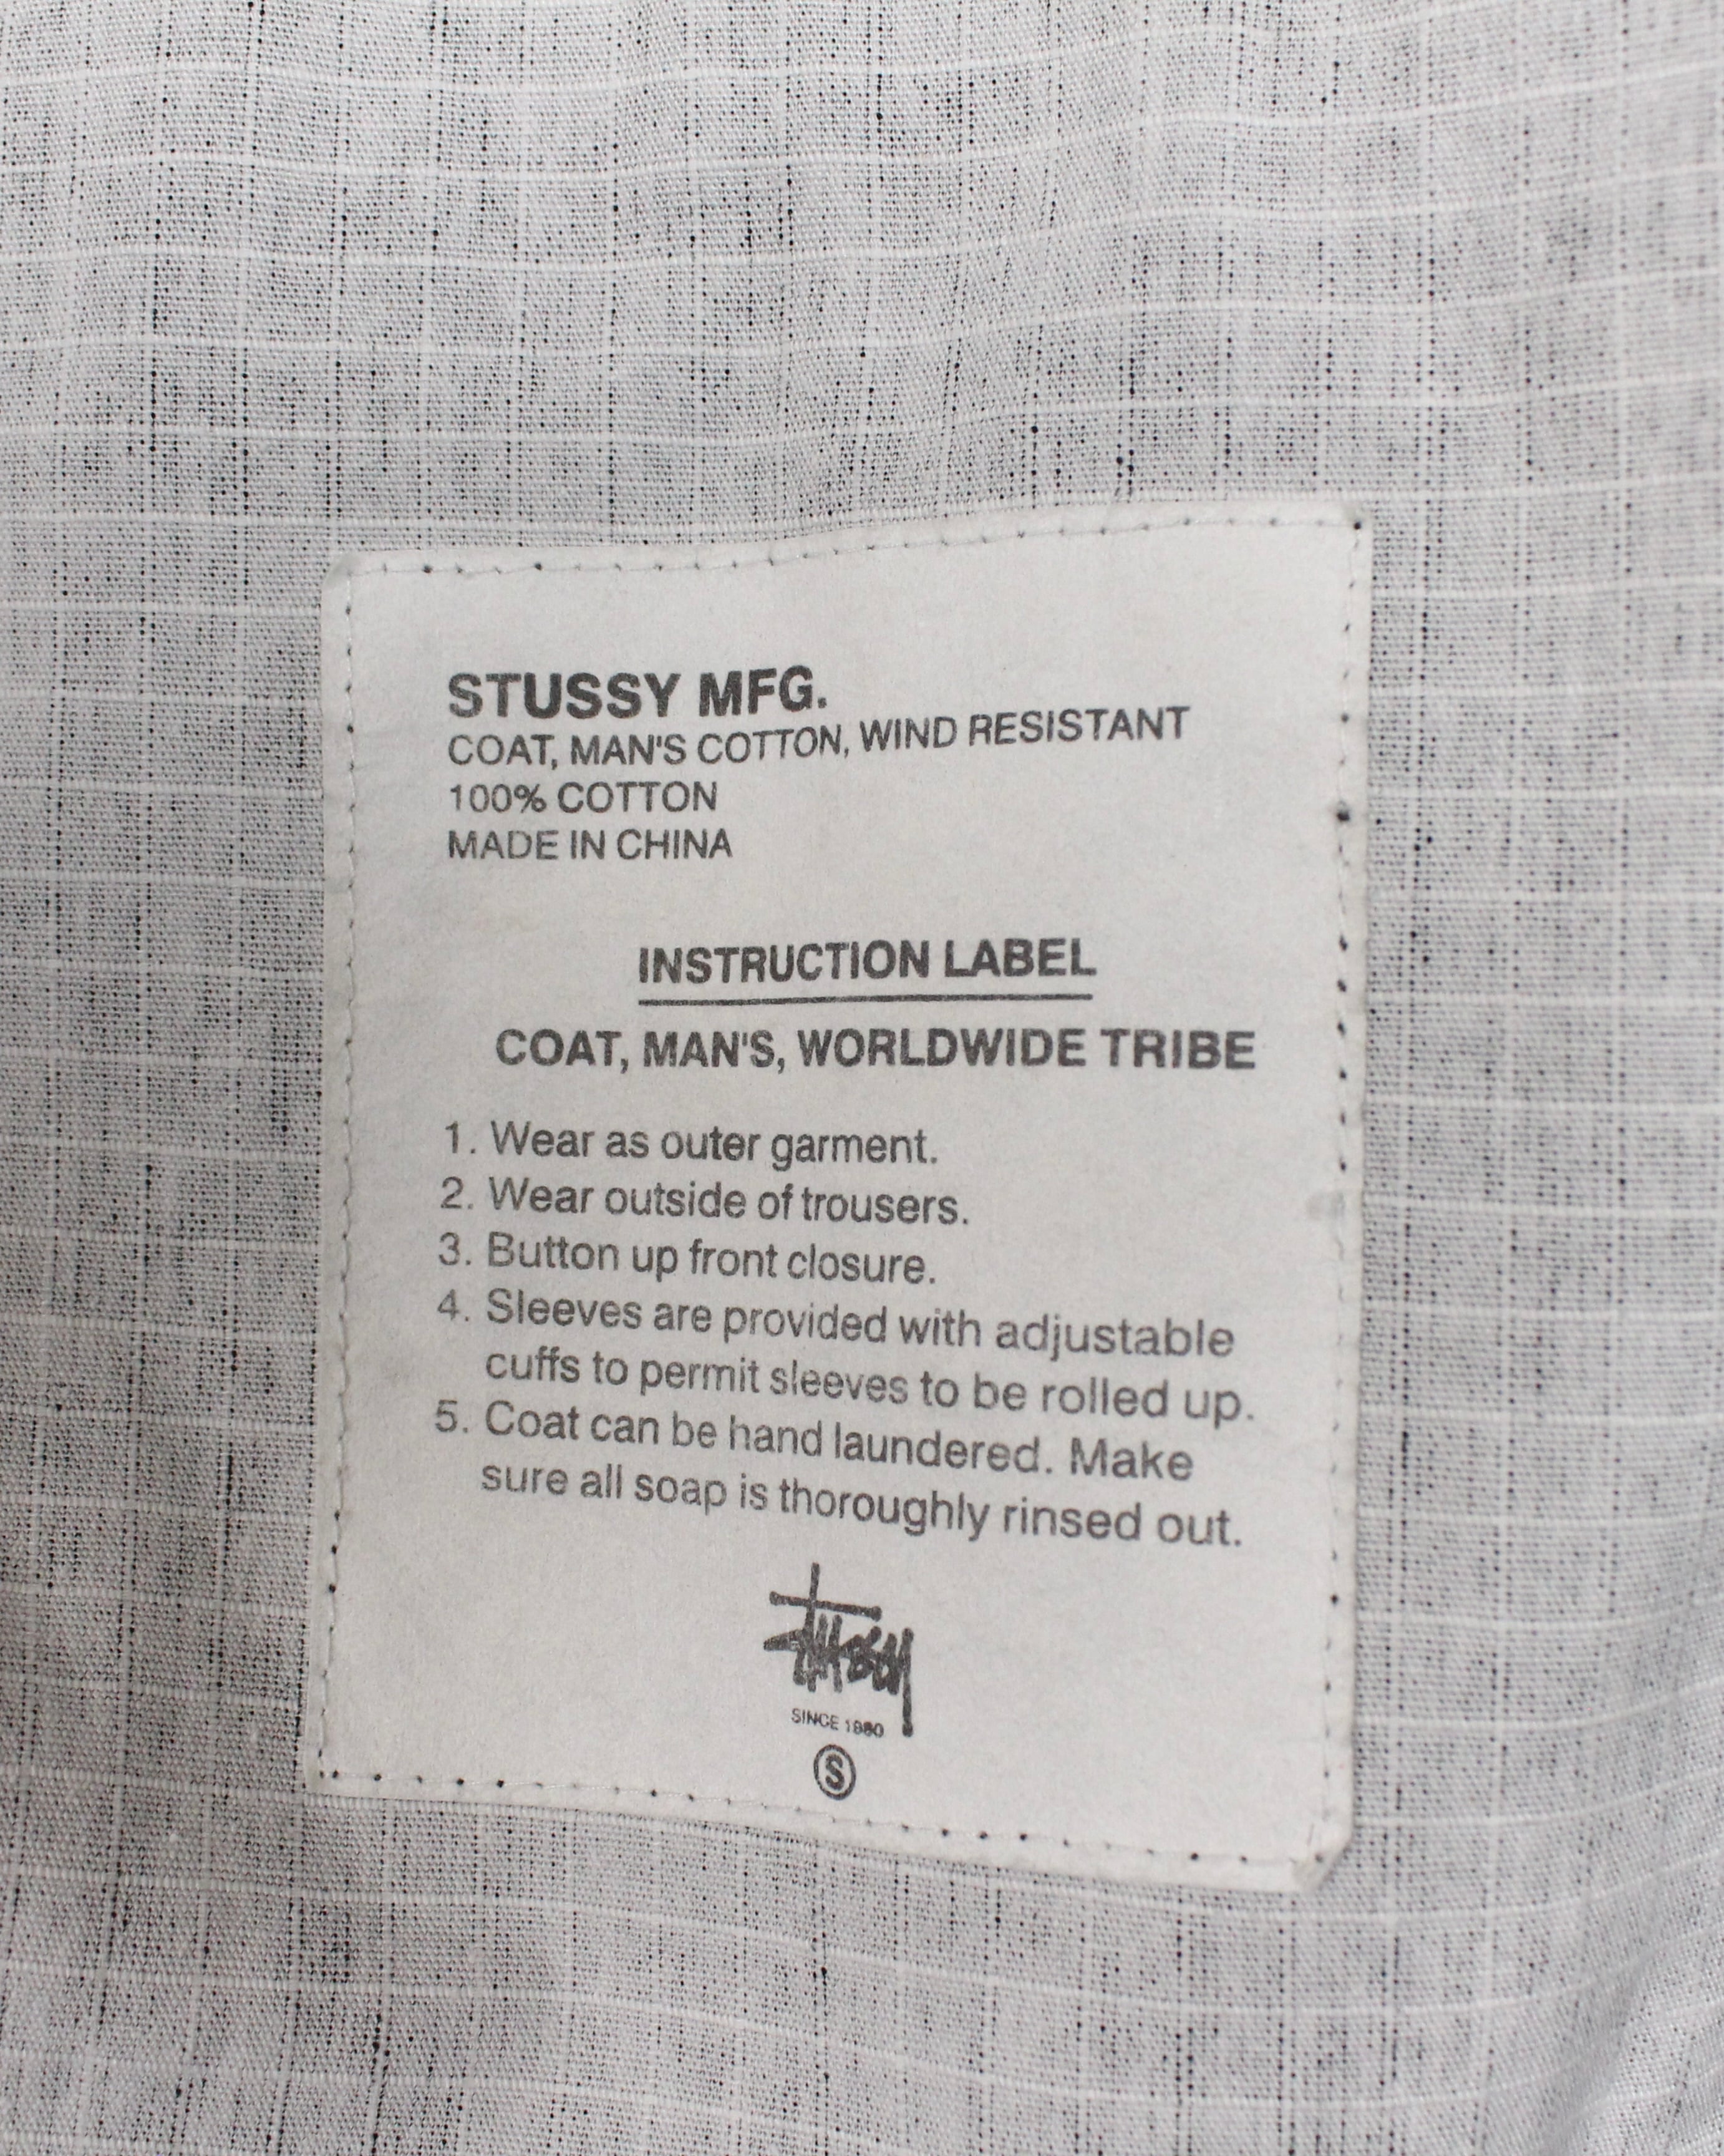 STUSSY MFG.
COAT, MAN'S COTTON, WIND RESISTANT
100% COTTON
MADE IN CHINA
INSTRUCTION LABEL
COAT, MAN'S, WORLDWIDE TRIBE
1. Wear as outer garment.
2. Wear outside of trousers.
3. Button up front closure.
4. Sleeves are provided with adjustable
cuffs to permit sleeves to be rolled up.
5. Coat can be hand laundered. Make
sure all soap is thoroughly rinsed out.
Stüssy
SINCE 1980
S